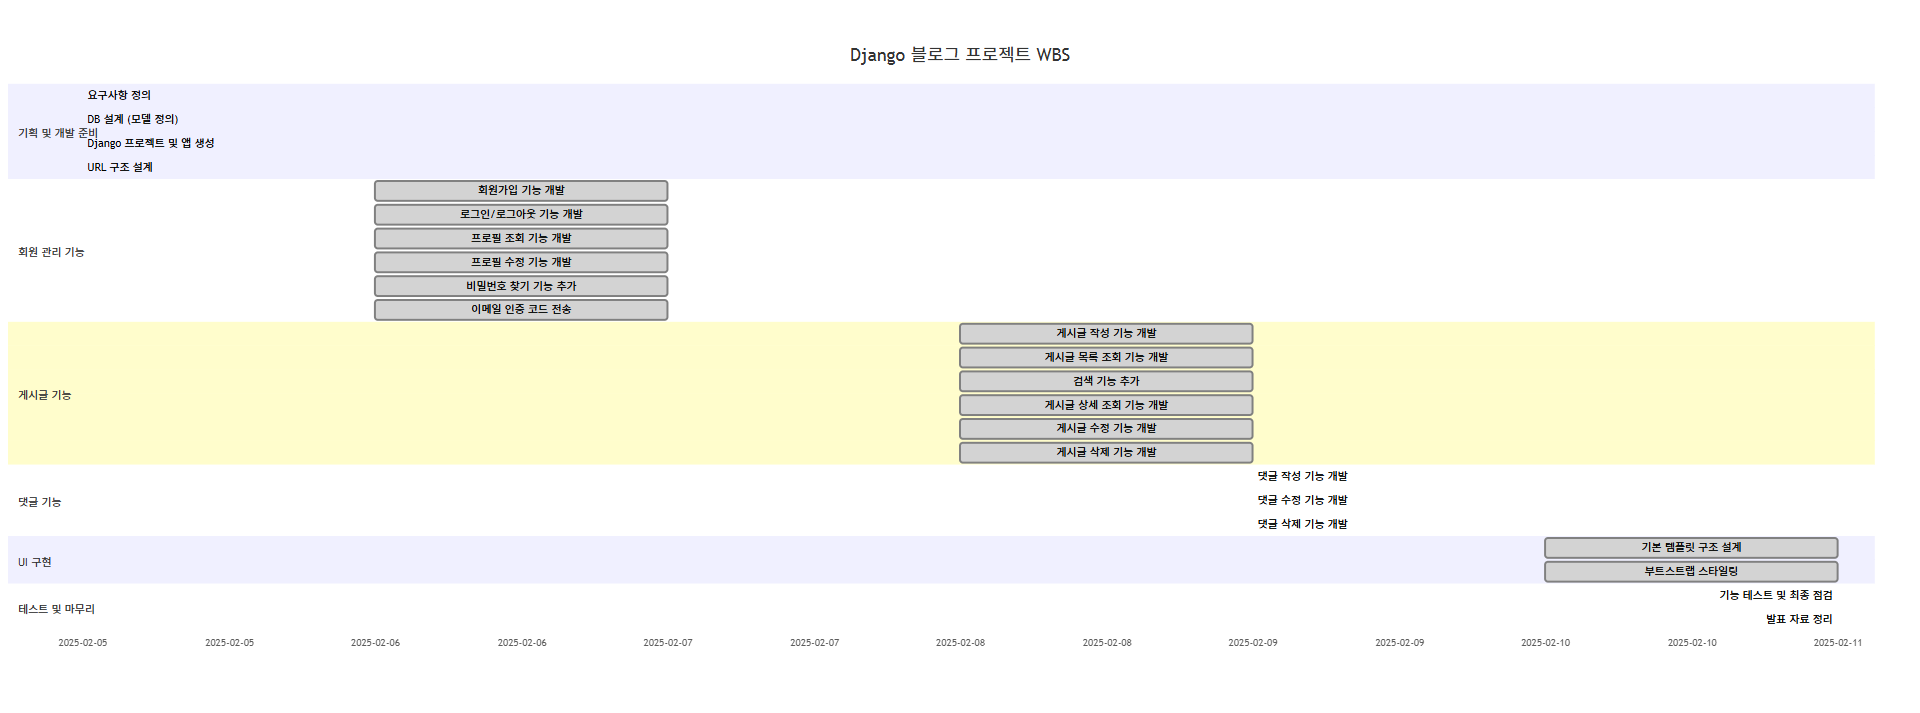 Django 블로그 프로젝트 WBS
기획 및 개발 준비
요구사항 정의
DB 설계 (모델 정의)
Django 프로젝트 및 앱 생성
URL 구조 설계
회원 관리 기능
회원가입 기능 개발
로그인/로그아웃 기능 개발
프로필 조회 기능 개발
프로필 수정 기능 개발
비밀번호 찾기 기능 추가
이메일 인증 코드 전송
게시글 기능
게시글 작성 기능 개발
게시글 목록 조회 기능 개발
검색 기능 추가
게시글 상세 조회 기능 개발
게시글 수정 기능 개발
게시글 삭제 기능 개발
댓글 기능
댓글 작성 기능 개발
댓글 수정 기능 개발
댓글 삭제 기능 개발
UI 구현
기본 템플릿 구조 설계
부트스트랩 스타일링
테스트 및 마무리
기능 테스트 및 최종 점검
발표 자료 정리
2025-02-05 2025-02-05 2025-02-06 2025-02-06 2025-02-07 2025-02-07 2025-02-08 2025-02-08 2025-02-09 2025-02-09 2025-02-10 2025-02-10 2025-02-11